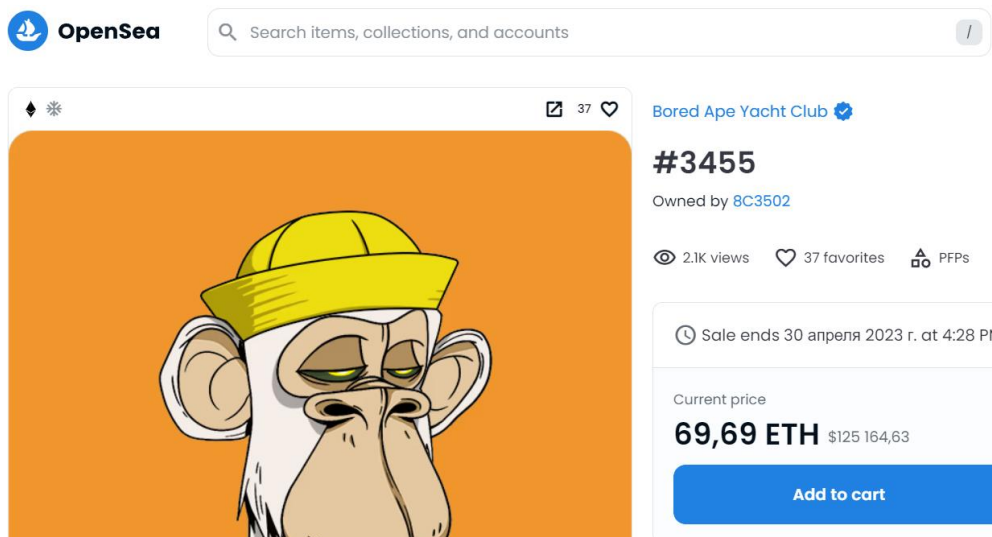 OpenSea
Search items, collections, and accounts
/
37
Bored Ape Yacht Club
#3455
Owned by 8C3502
2.1K views 37 favorites PFPs
Sale ends 30 апреля 2023 г. at 4:28 PM
Current price
69,69 ETH $125 164,63
Add to cart